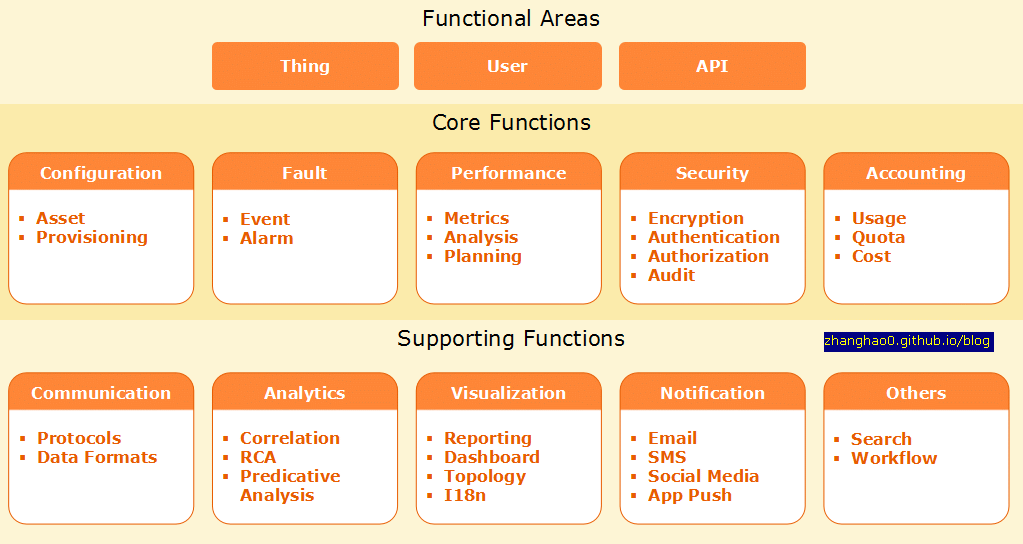 Functional Areas
Thing
User
API
Core Functions
Configuration
▪ Asset
▪ Provisioning
Fault
▪ Event
▪ Alarm
Performance
▪ Metrics
▪ Analysis
▪ Planning
Security
▪ Encryption
▪ Authentication
▪ Authorization
▪ Audit
Accounting
▪ Usage
▪ Quota
▪ Cost
Supporting Functions
zhanghao0.github.io/blog
Communication
▪ Protocols
▪ Data Formats
Analytics
▪ Correlation
▪ RCA
▪ Predicative
Analysis
Visualization
▪ Reporting
▪ Dashboard
▪ Topology
▪ I18n
Notification
▪ Email
▪ SMS
▪ Social Media
▪ App Push
Others
▪ Search
▪ Workflow